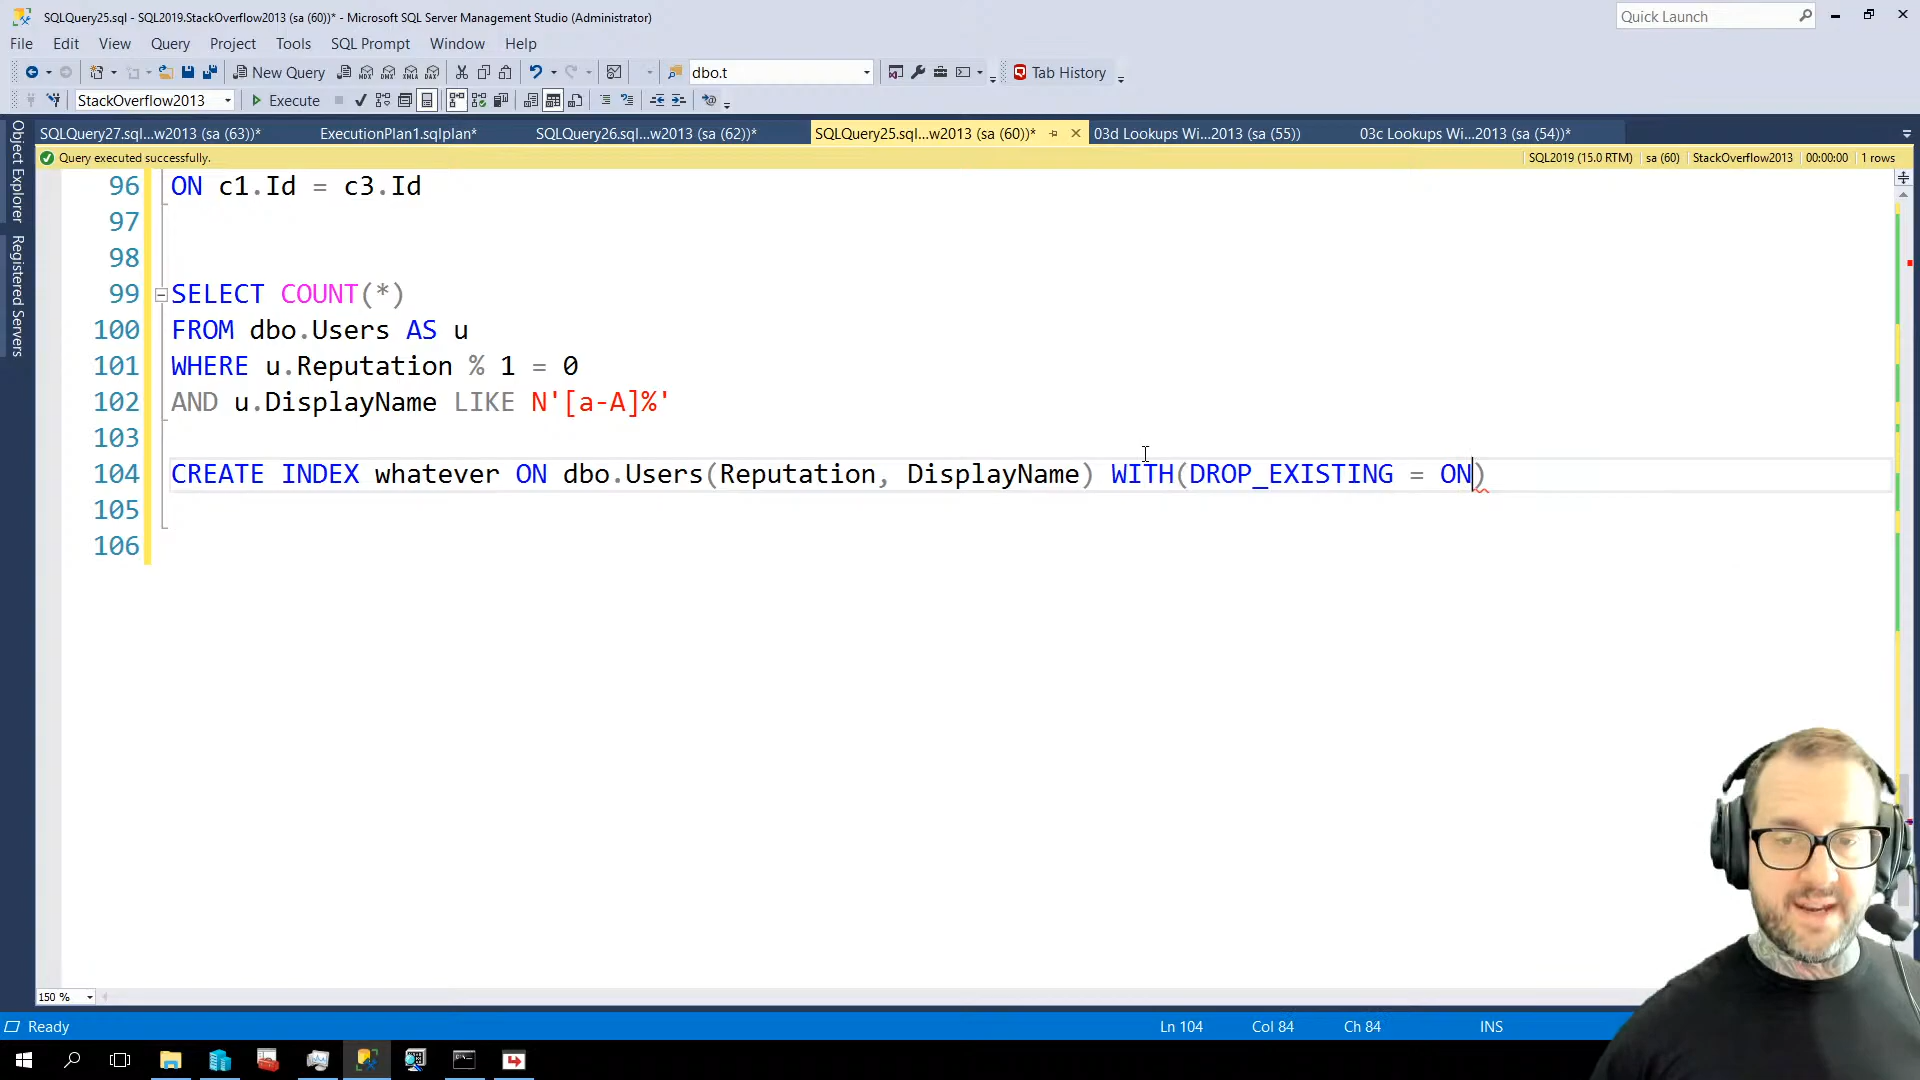 SQLQuery25.sql - SQL2019.StackOverflow2013 (sa (60))* - Microsoft SQL Server Management Studio (Administrator)
Quick Launch
File Edit View Query Project Tools SQL Prompt Window Help
New Query
dbo.t
Tab History
StackOverflow2013
Execute
SQLQuery27.sql...w2013 (sa (63))*
ExecutionPlan1.sqlplan*
SQLQuery26.sql...w2013 (sa (62))*
SQLQuery25.sql...w2013 (sa (60))*
03d Lookups Wi...2013 (sa (55))
03c Lookups Wi...2013 (sa (54))*
Object Explorer
Registered Servers
Query executed successfully.
SQL2019 (15.0 RTM) sa (60) StackOverflow2013 00:00:00 1 rows
96 ON c1.Id = c3.Id
97
98
99 SELECT COUNT(*)
100 FROM dbo.Users AS u
101 WHERE u.Reputation % 1 = 0
102 AND u.DisplayName LIKE N'[a-A]%'
103
104 CREATE INDEX whatever ON dbo.Users(Reputation, DisplayName) WITH(DROP_EXISTING = ON)
105
106
150 %
Ready
Ln 104 Col 84 Ch 84 INS